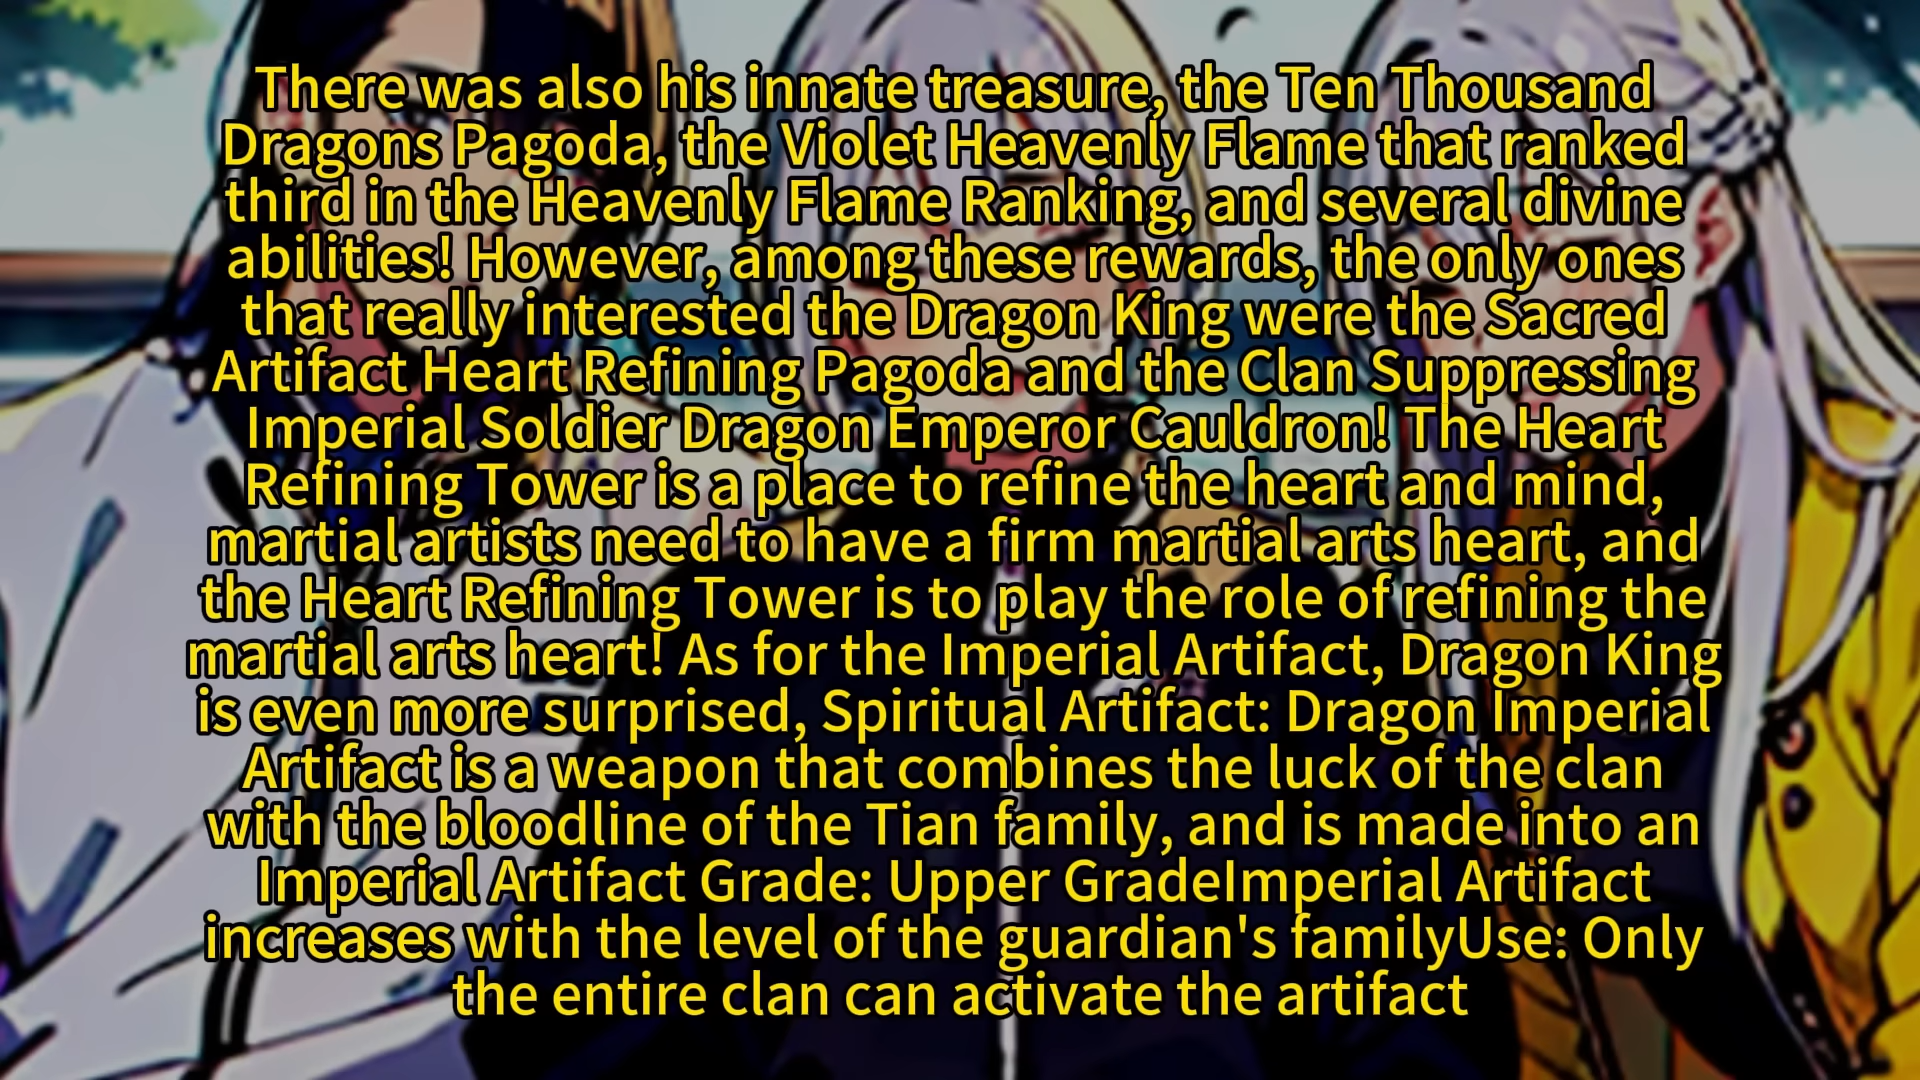 There was also his innate treasure, the Ten Thousand
Dragons Pagoda, the Violet Heavenly Flame that ranked
third in the Heavenly Flame Ranking, and several divine
abilities! However, among these rewards, the only ones
that really interested the Dragon King were the Sacred
Artifact Heart Refining Pagoda and the Clan Suppressing
Imperial Soldier Dragon Emperor Cauldron! The Heart
Refining Tower is a place to refine the heart and mind,
martial artists need to have a firm martial arts heart, and
the Heart Refining Tower is to play the role of refining the
martial arts heart! As for the Imperial Artifact, Dragon King
is even more surprised, Spiritual Artifact: Dragon Imperial
Artifact is a weapon that combines the luck of the clan
with the bloodline of the Tian family, and is made into an
Imperial Artifact Grade: Upper GradeImperial Artifact
increases with the level of the guardian's familyUse: Only
the entire clan can activate the artifact